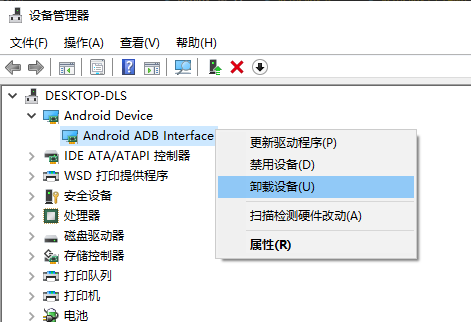 设备管理器
文件(F) 操作(A) 查看(V) 帮助(H)
DESKTOP-DLS
Android Device
Android ADB Interface
IDE ATA/ATAPI 控制器
WSD 打印提供程序
安全设备
处理器
磁盘驱动器
存储控制器
打印队列
打印机
电池
更新驱动程序(P)
禁用设备(D)
卸载设备(U)
扫描检测硬件改动(A)
属性(R)